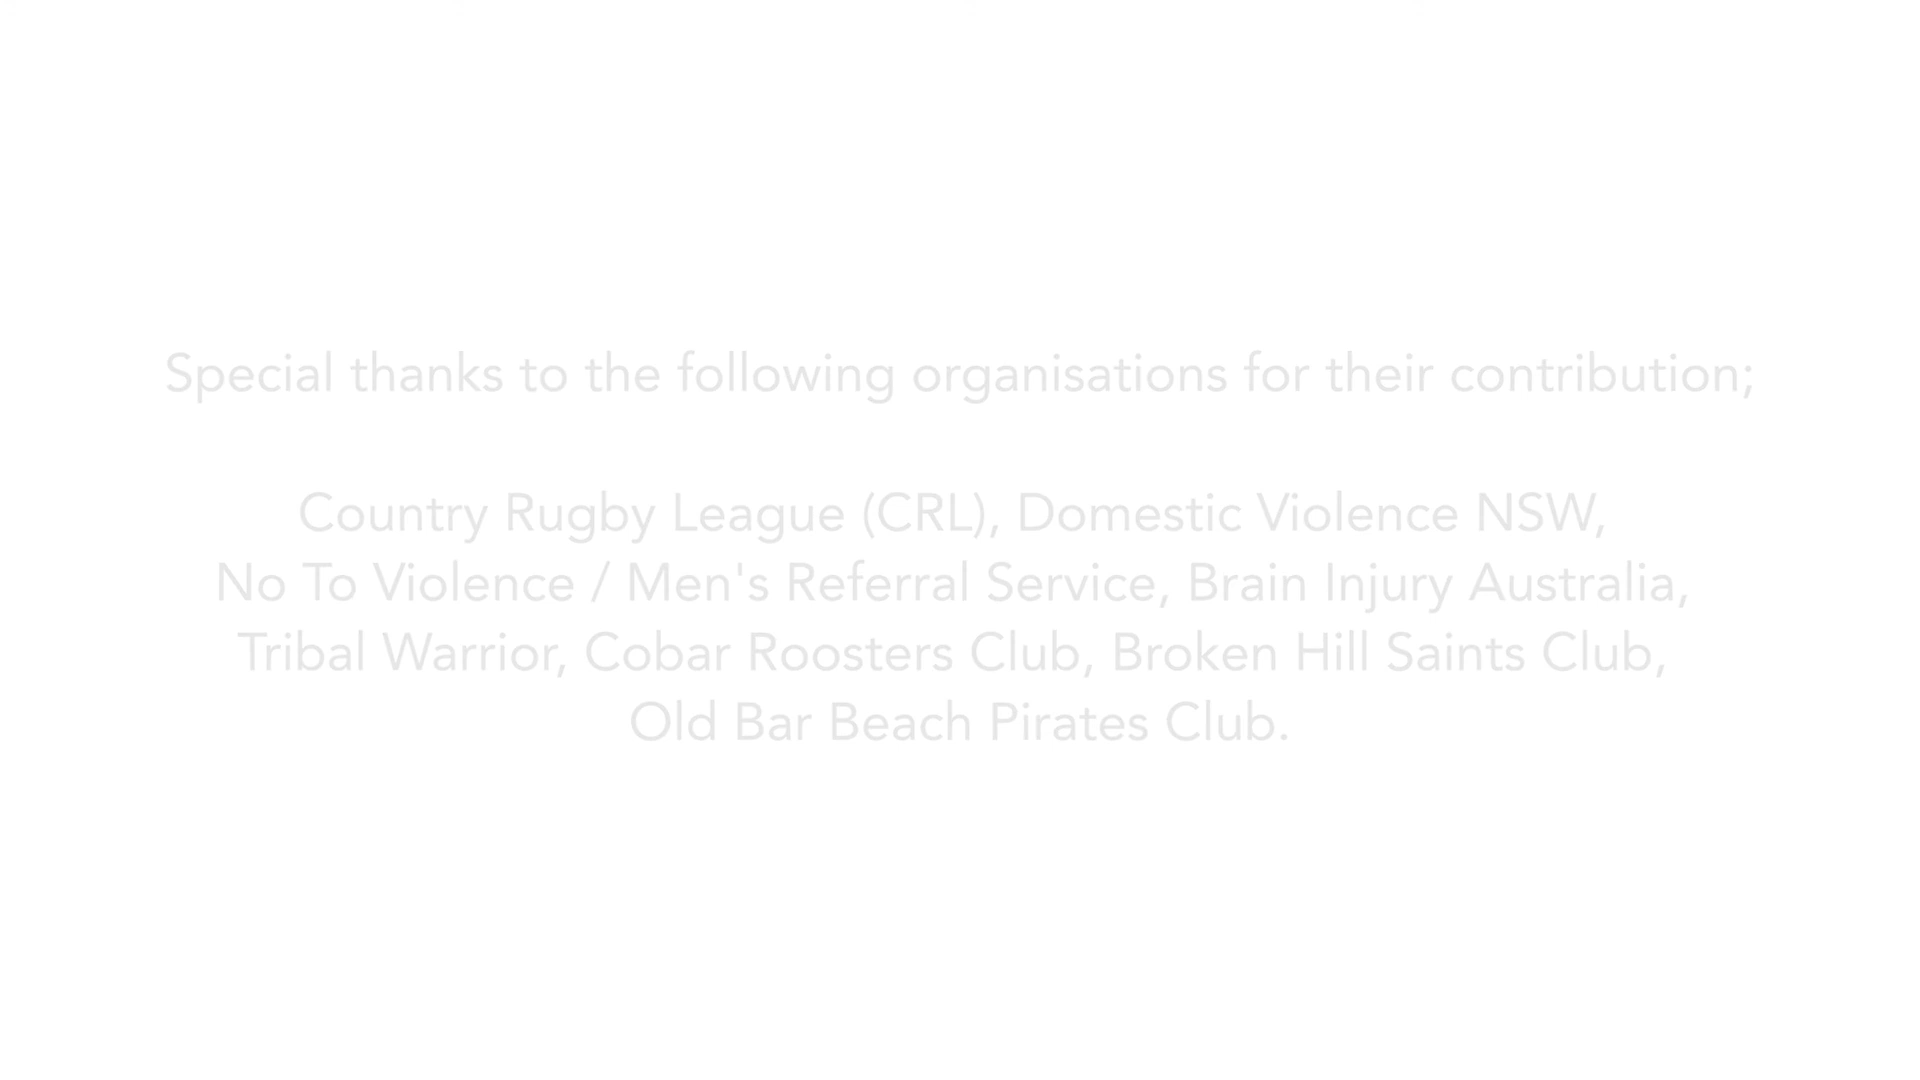 Special thanks to the following organisations for their contribution;
Country Rugby League (CRL), Domestic Violence NSW,
No To Violence / Men's Referral Service, Brain Injury Australia,
Tribal Warrior, Cobar Roosters Club, Broken Hill Saints Club,
Old Bar Beach Pirates Club.